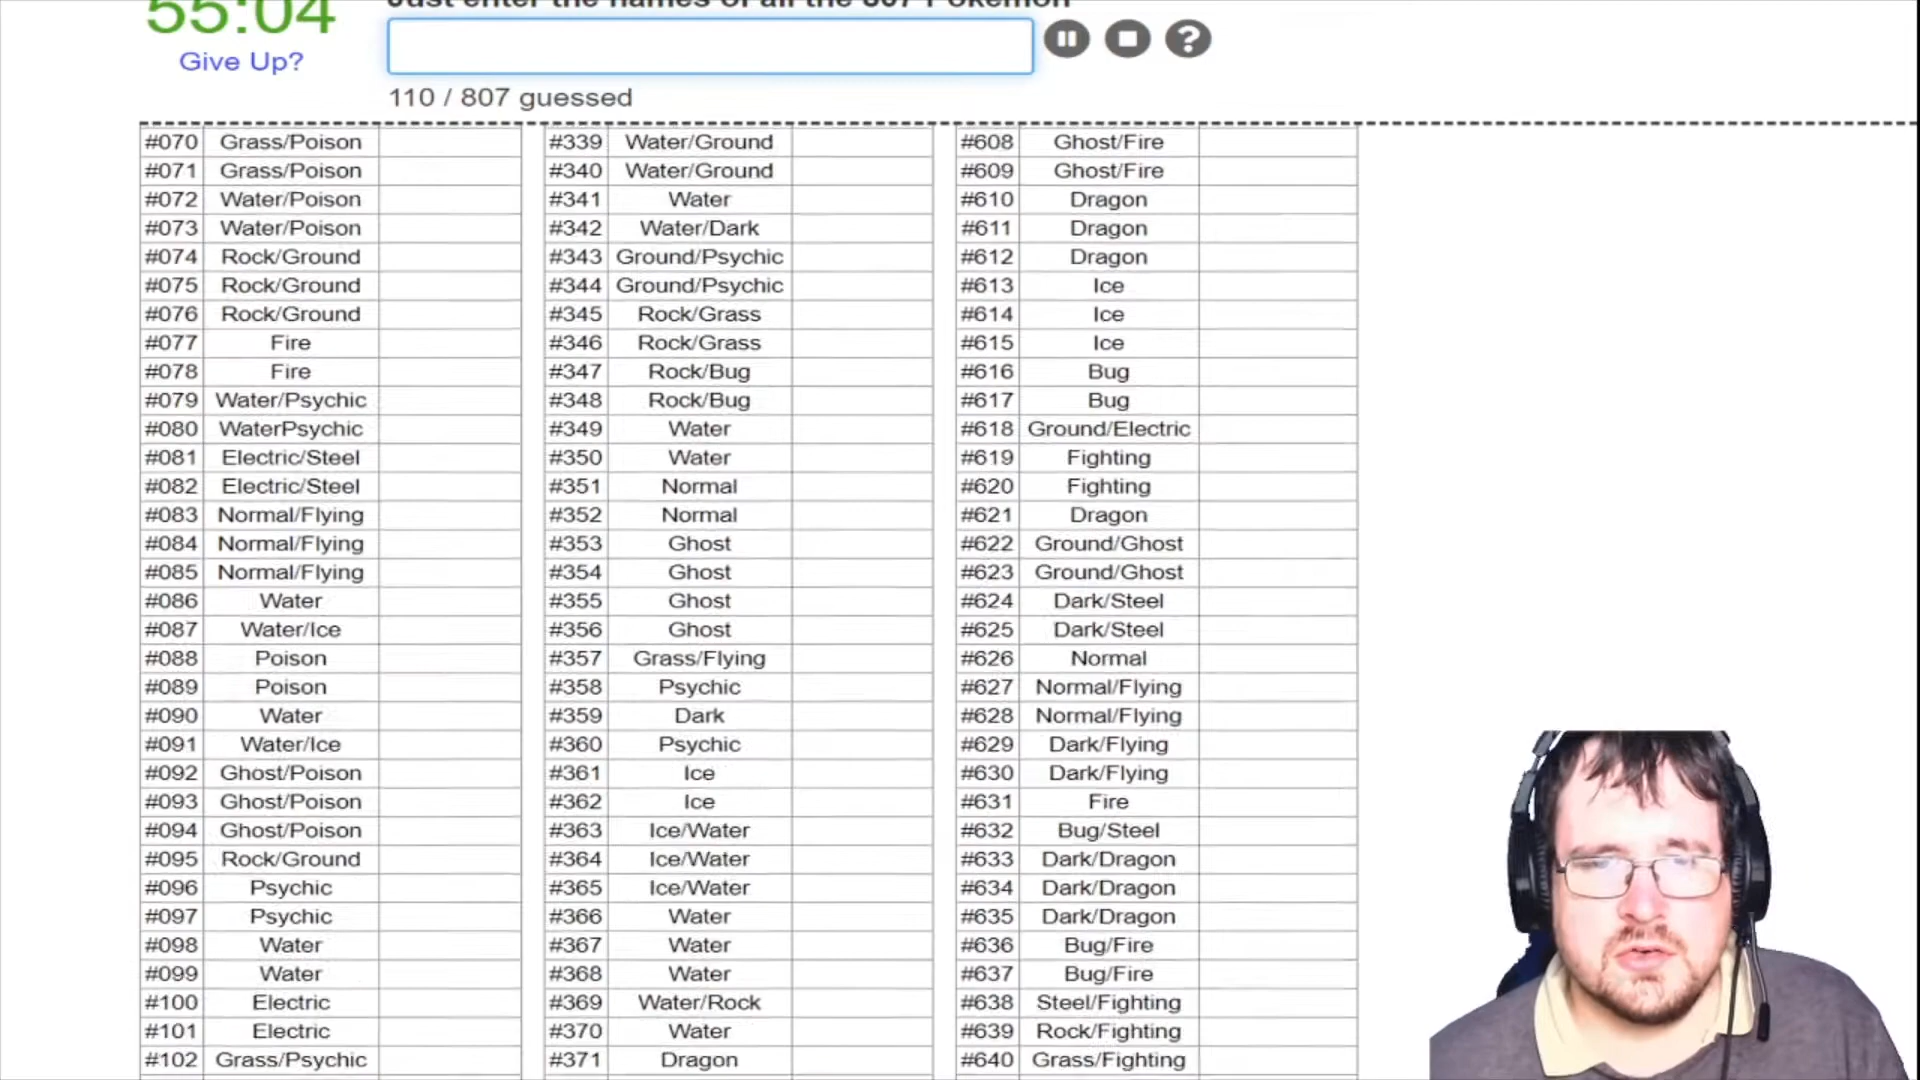 55:04
Just enter the names of all the 807 Pokemon
Give Up?
110 / 807 guessed
#070 Grass/Poison #339 Water/Ground #608 Ghost/Fire
#071 Grass/Poison #340 Water/Ground #609 Ghost/Fire
#072 Water/Poison #341 Water #610 Dragon
#073 Water/Poison #342 Water/Dark #611 Dragon
#074 Rock/Ground #343 Ground/Psychic #612 Dragon
#075 Rock/Ground #344 Ground/Psychic #613 Ice
#076 Rock/Ground #345 Rock/Grass #614 Ice
#077 Fire #346 Rock/Grass #615 Ice
#078 Fire #347 Rock/Bug #616 Bug
#079 Water/Psychic #348 Rock/Bug #617 Bug
#080 WaterPsychic #349 Water #618 Ground/Electric
#081 Electric/Steel #350 Water #619 Fighting
#082 Electric/Steel #351 Normal #620 Fighting
#083 Normal/Flying #352 Normal #621 Dragon
#084 Normal/Flying #353 Ghost #622 Ground/Ghost
#085 Normal/Flying #354 Ghost #623 Ground/Ghost
#086 Water #355 Ghost #624 Dark/Steel
#087 Water/Ice #356 Ghost #625 Dark/Steel
#088 Poison #357 Grass/Flying #626 Normal
#089 Poison #358 Psychic #627 Normal/Flying
#090 Water #359 Dark #628 Normal/Flying
#091 Water/Ice #360 Psychic #629 Dark/Flying
#092 Ghost/Poison #361 Ice #630 Dark/Flying
#093 Ghost/Poison #362 Ice #631 Fire
#094 Ghost/Poison #363 Ice/Water #632 Bug/Steel
#095 Rock/Ground #364 Ice/Water #633 Dark/Dragon
#096 Psychic #365 Ice/Water #634 Dark/Dragon
#097 Psychic #366 Water #635 Dark/Dragon
#098 Water #367 Water #636 Bug/Fire
#099 Water #368 Water #637 Bug/Fire
#100 Electric #369 Water/Rock #638 Steel/Fighting
#101 Electric #370 Water #639 Rock/Fighting
#102 Grass/Psychic #371 Dragon #640 Grass/Fighting